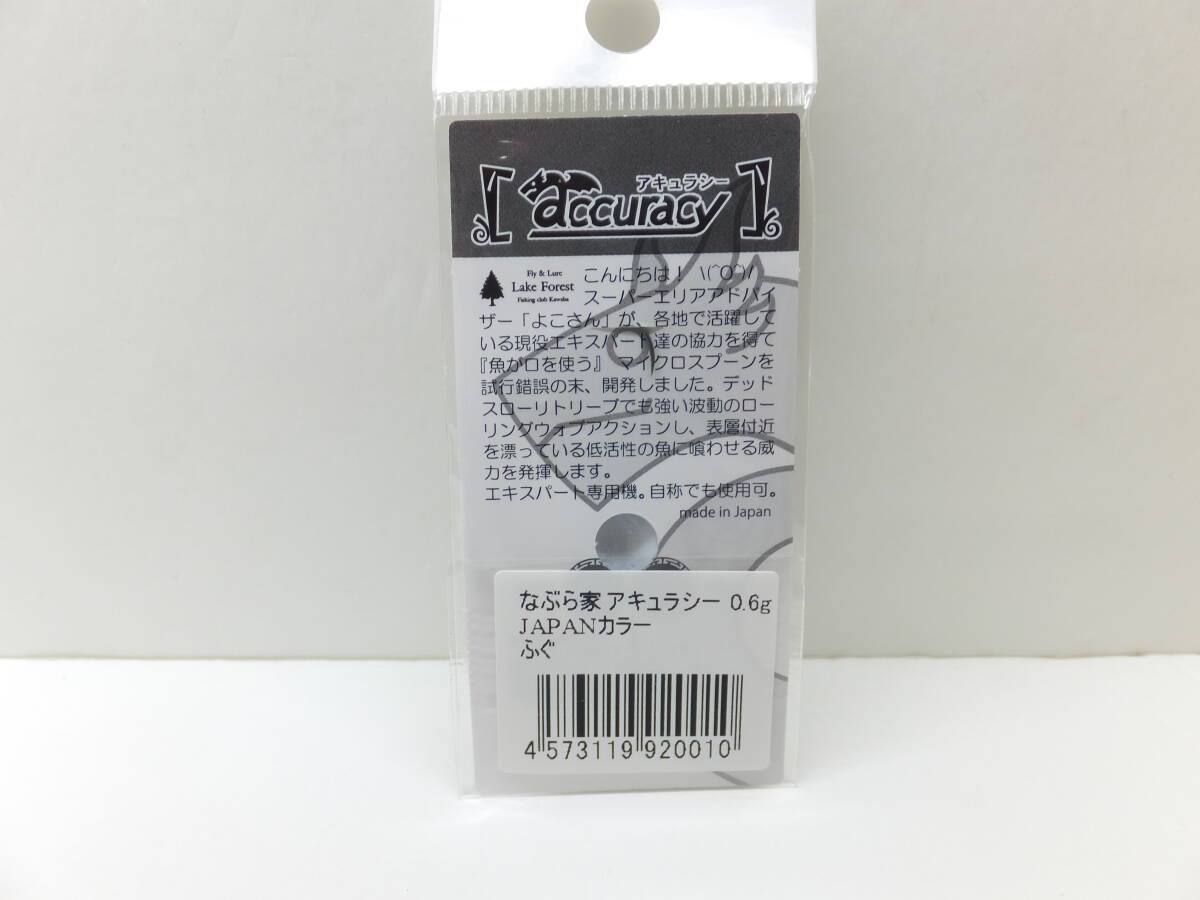 アキュラシー
accuracy
Fly & Lure
Lake Forest
Fishing club Kawaba
こんにちは！ \(^O^)/
スーパーエリアアドバイ
ザー「よこさん」が、各地で活躍して
いる現役エキスパート達の協力を得て
『魚が口を使う』 マイクロスプーンを
試行錯誤の末、開発しました。デッド
スローリトリーブでも強い波動のロー
リングウォブアクションし、表層付近
を漂っている低活性の魚に喰わせる威
力を発揮します。
エキスパート専用機。自称でも使用可。
made in Japan
なぶら家 アキュラシー 0.6g
JAPANカラー
ふぐ
4 573119 920010